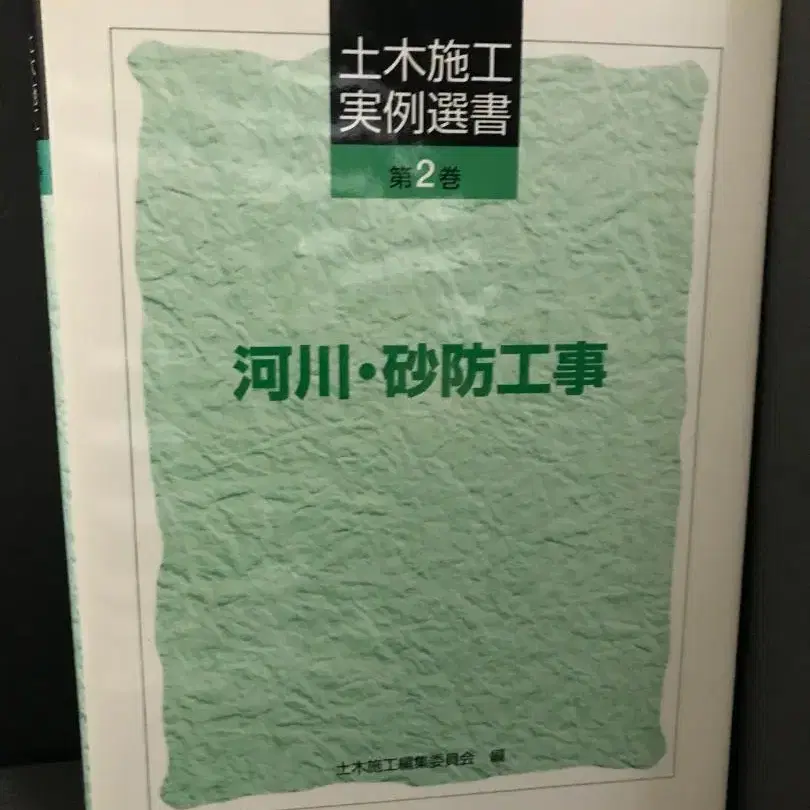 土木施工
実例選書
第2巻
河川・砂防工事
土木施工編集委員会 編